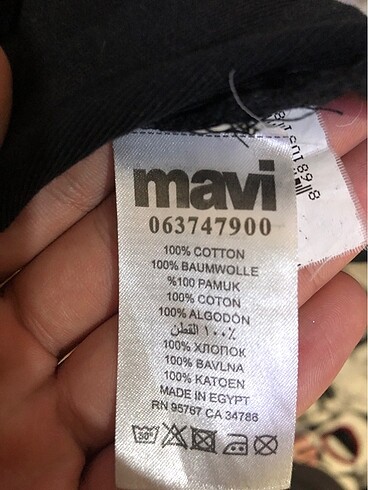 mavi
063747900
100% COTTON
100% BAUMWOLLE
%100 PAMUK
100% COTON
100% ALGODÓN
١٠٠٪ القطن
100% ХЛОПОК
100% BAVLNA
100% KATOEN
MADE IN EGYPT
RN 95767 CA 34786
30°